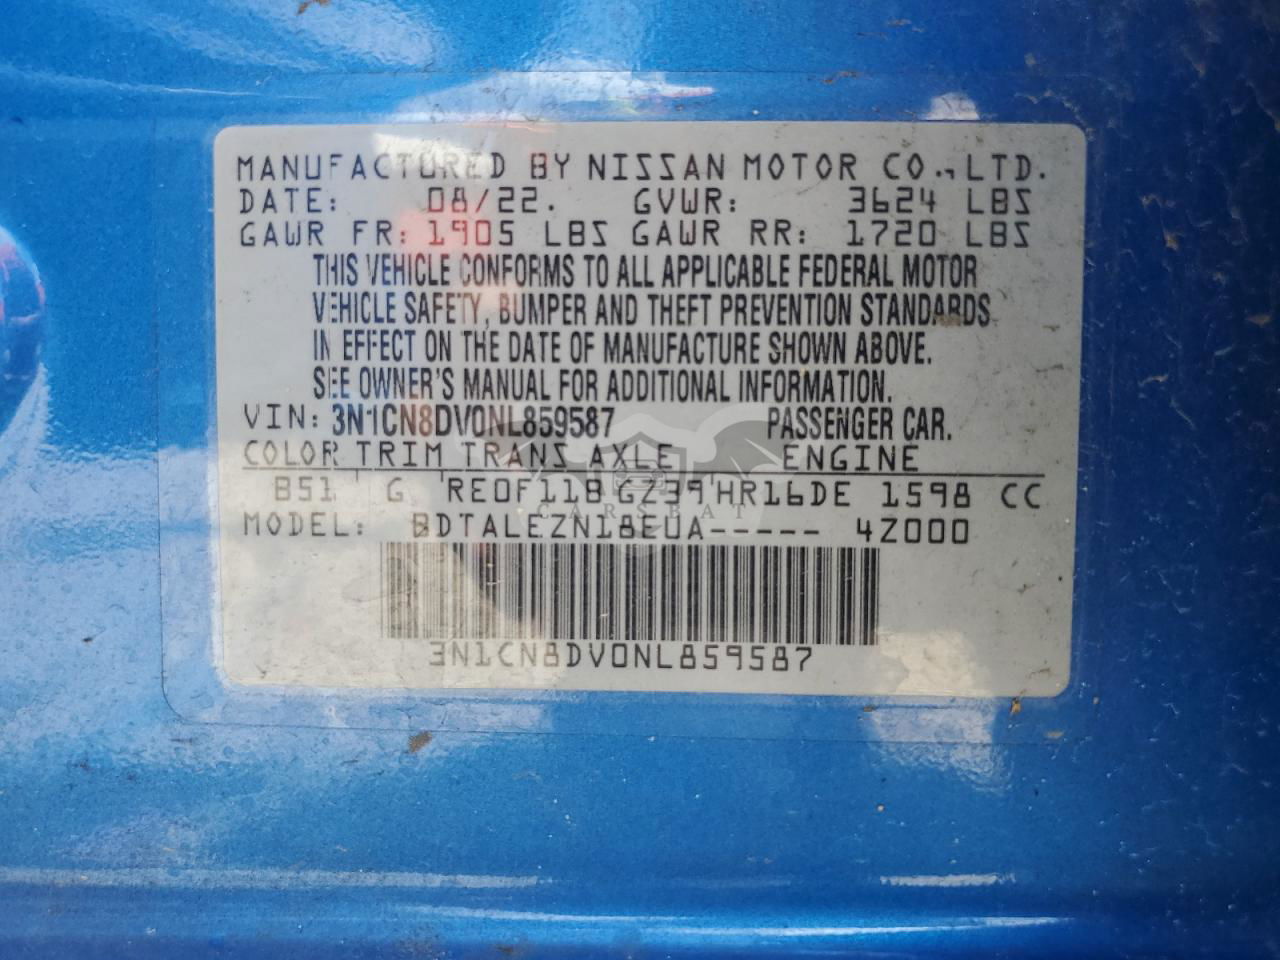 MANUFACTURED BY NISSAN MOTOR CO., LTD.
DATE: 08/22. GVWR: 3624 LBS
GAWR FR: 1905 LBS GAWR RR: 1720 LBS
THIS VEHICLE CONFORMS TO ALL APPLICABLE FEDERAL MOTOR
VEHICLE SAFETY, BUMPER AND THEFT PREVENTION STANDARDS
IN EFFECT ON THE DATE OF MANUFACTURE SHOWN ABOVE.
SEE OWNER'S MANUAL FOR ADDITIONAL INFORMATION.
VIN: 3N1CN8DV0NL859587 PASSENGER CAR.
COLOR TRIM TRANS AXLE ENGINE
B51 G RE0F11B GZ39 HR16DE 1598 CC
CARSBAT
MODEL: BDTALEZN18EUA----- 4Z000
3N1CN8DV0NL859587